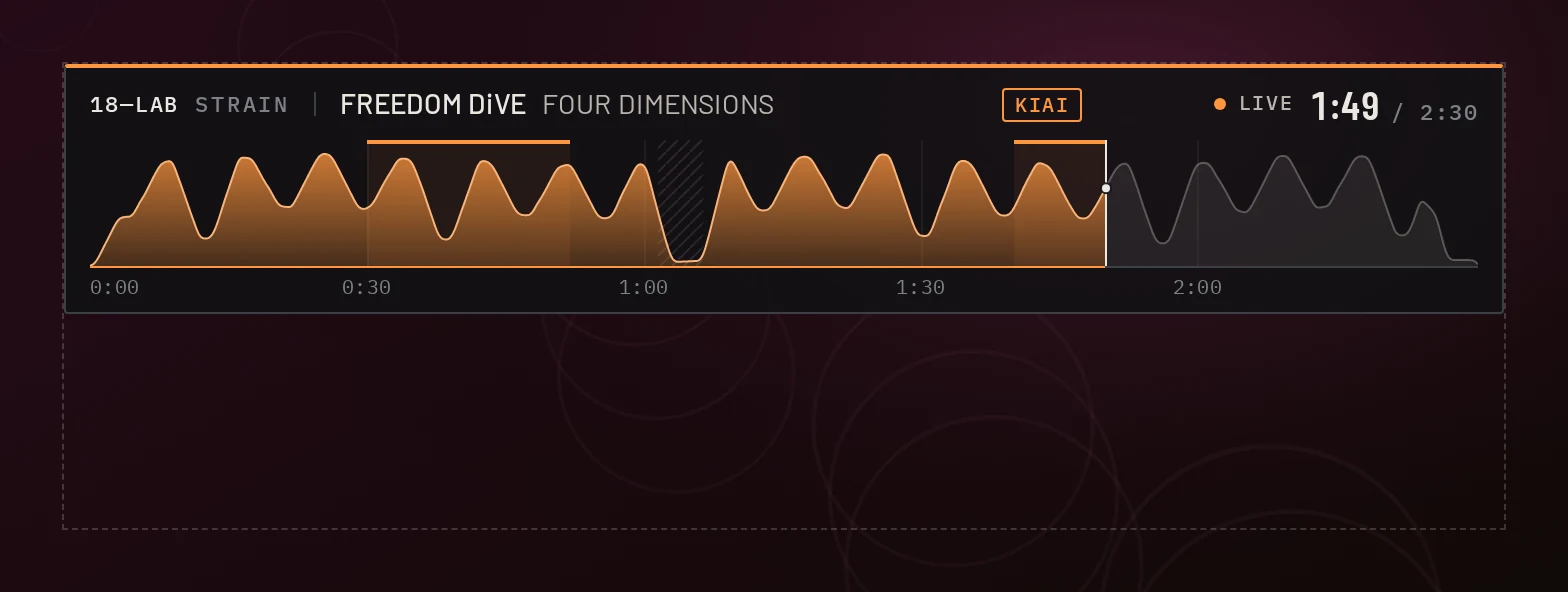 18—LAB STRAIN | FREEDOM DiVE FOUR DIMENSIONS KIAI LIVE 1:49 / 2:30
0:00 0:30 1:00 1:30 2:00